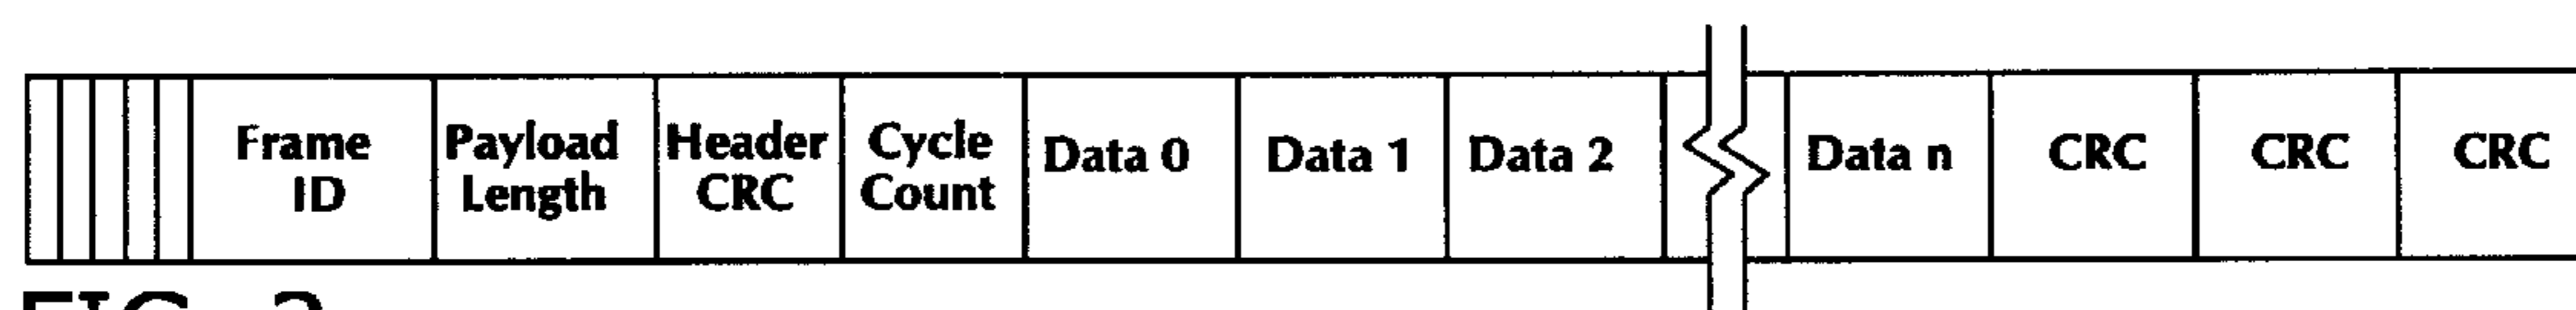 Frame ID
Payload Length
Header CRC
Cycle Count
Data 0
Data 1
Data 2
Data n
CRC
CRC
CRC